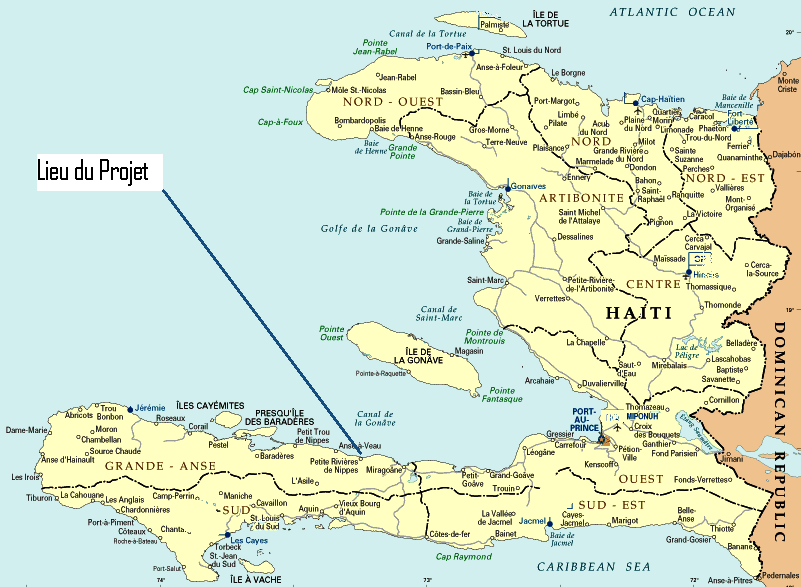 ATLANTIC OCEAN
ÎLE DE
LA TORTUE
Palmiste
Canal de la Tortue
20°
Pointe
Jean-Rabel
Port-de-Paix
St. Louis du Nord
Anse-à-Foleur
Le Borgne
Monte
Criste
Jean-Rabel
Cap Saint-Nicolas
Môle St.-Nicolas
Bassin-Bleu
NORD - OUEST
Port-Margot
Cap-Haïtien
Baie de
Mancenille
Limbé
Pilate
Acub
du Nord
Quartier
Morin
Plaine
du Nord
Limonade
Caracol
Fort-
Liberté
Phaëton
Trou-du-Nord
Cap-à-Foux
Bombardopolis
Baie de Henne
Baie
de Henne
Anse-Rouge
Grande
Pointe
Gros-Morne
Terre-Neuve
Plaisance
NORD
Milot
Grande Rivière
du Nord
Ferrier
Ouanaminthe
Dajabón
Sainte
Suzanne
Perches
Marmelade
Dondon
NORD - EST
Lieu du Projet
Ennery
Bahon
Saint-
Raphaël
Ranquitte
Vallières
Mont-
Organisé
Gonaïves
Baie de
la Tortue
ARTIBONITE
Saint Michel
de l'Attalaye
La Victoire
Pignon
Pointe de la Grande-Pierre
Baie de
Grand-Pierre
Golfe de la Gonâve
Grande-Saline
Dessalines
Cerca
Carvajal
Maïssade
Hinche
Cerca-
la-Source
Saint-Marc
Petite-Rivière-
de-l'Artibonite
CENTRE
Thomassique
Verrettes
Thomonde
HAITI
19°
Canal de
Saint-Marc
Pointe
Ouest
ÎLE DE
LA GONÂVE
Magasin
Pointe-à-Raquette
Pointe de
Montrouis
La Chapelle
Lac de
Péligre
Belladère
Lascahobas
Baptiste
Savanette
Saut-
d'Eau
Mirebalais
Pointe
Fantasque
Arcahaie
Duvalierville
Cornillon
DOMINICAN REPUBLIC
Thomazeau
MIPONUH
ÎLES CAYÉMITES
PRESQU'ÎLE
DES BARADÈRES
Canal de
la Gonâve
PORT-
AU-
PRINCE
Croix
des Bouquets
Ganthier
Fond Parisien
Etang Saumâtre
Jimani
Jérémie
Trou
Bonbon
Abricots
Roseaux
Corail
Dame-Marie
Moron
Chambellan
Source Chaude
Anse d'Hainault
Pestel
Petit Trou
de Nippes
Baradères
Anse-à-Veau
Petite Rivière
de Nippes
Miragoâne
Gressier
Carrefour
Léogâne
Pétion-
Ville
Kenscoff
GRANDE - ANSE
Les Irois
L'Asile
Petit-
Goâve
Grand-Goâve
Trouin
OUEST
Fonds-Verrettes
Tiburon
La Cahouane
Les Anglais
Chardonnières
Camp-Perrin
Maniche
Cavaillon
St. Louis
du Sud
Aquin
Vieux Bourg
d'Aquin
SUD
SUD - EST
Port-à-Piment
Côteaux
Roche-à-Bateau
Chanta.
Les Cayes
Torbeck
St.-Jean
du Sud
Port-Salut
ÎLE À VACHE
La Vallée
de Jacmel
Jacmel
Cayes-
Jacmel
Marigot
Belle-
Anse
Thiotte
Grand-Gosier
Banane
Côtes-de-fer
Bainet
Baie de
Jacmel
Cap Raymond
CARIBBEAN SEA
Anse-à-Pitres
Pedernales
74°
73°
72°